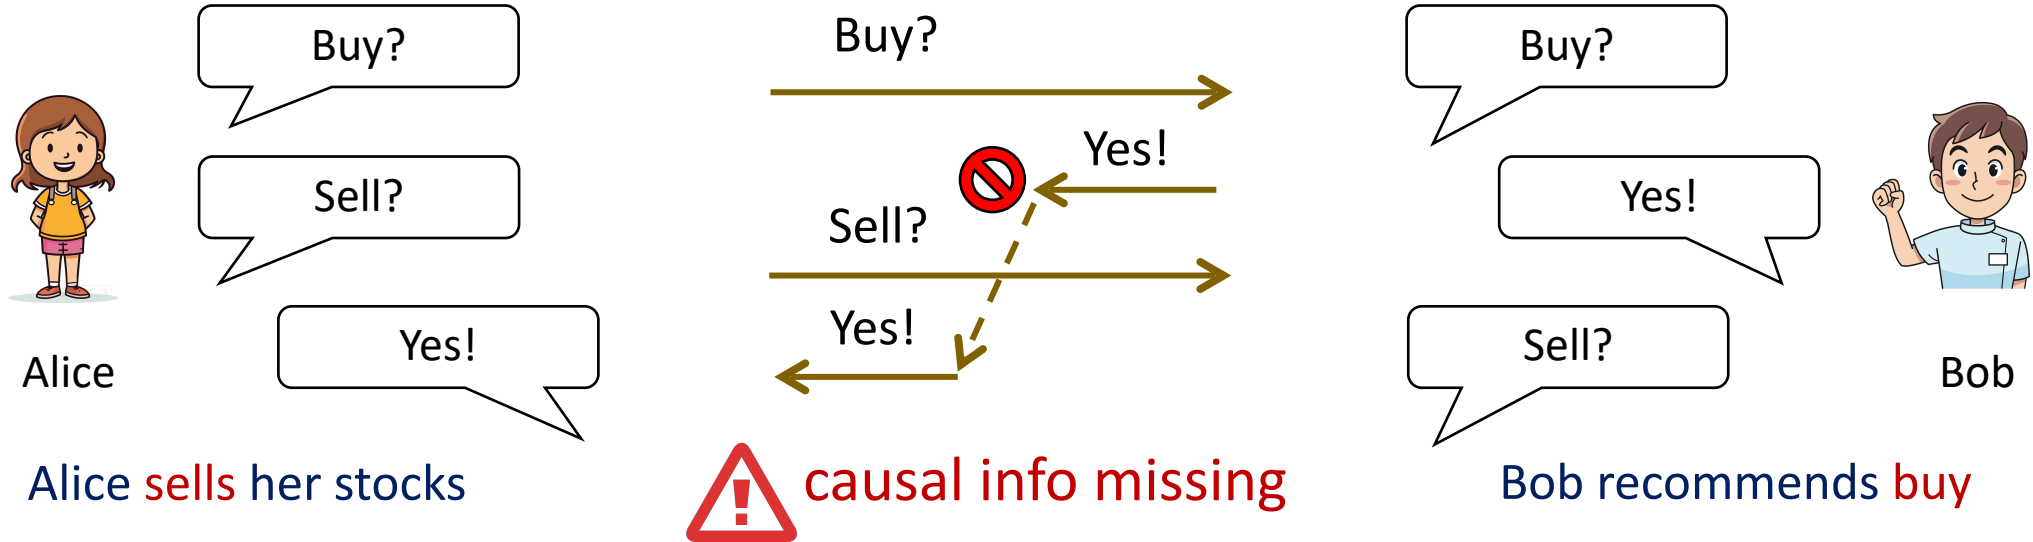 Buy?
Sell?
Yes!
Alice
Alice sells her stocks
Buy?
Yes!
Sell?
Yes!
causal info missing
Buy?
Yes!
Sell?
Bob
Bob recommends buy